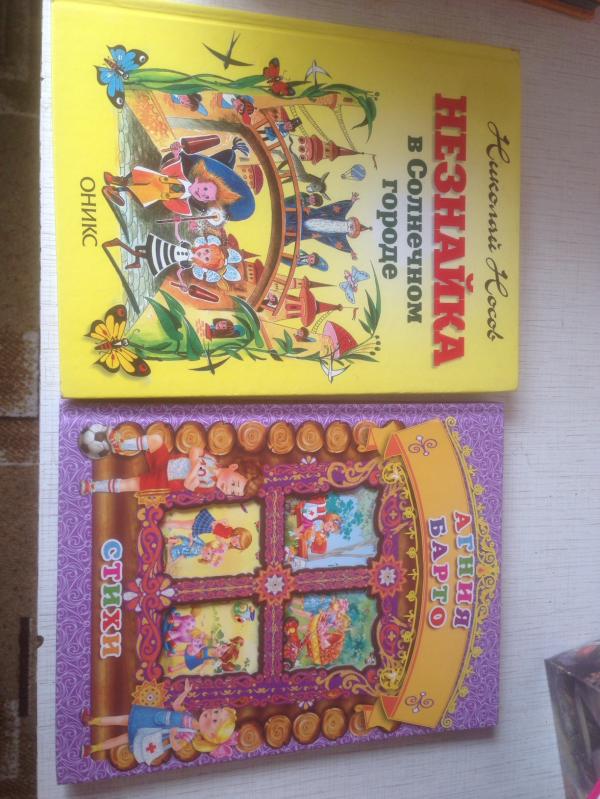 Николай Носов
НЕЗНАЙКА
в Солнечном
городе
ОНИКС
АГНИЯ
БАРТО
СТИХИ